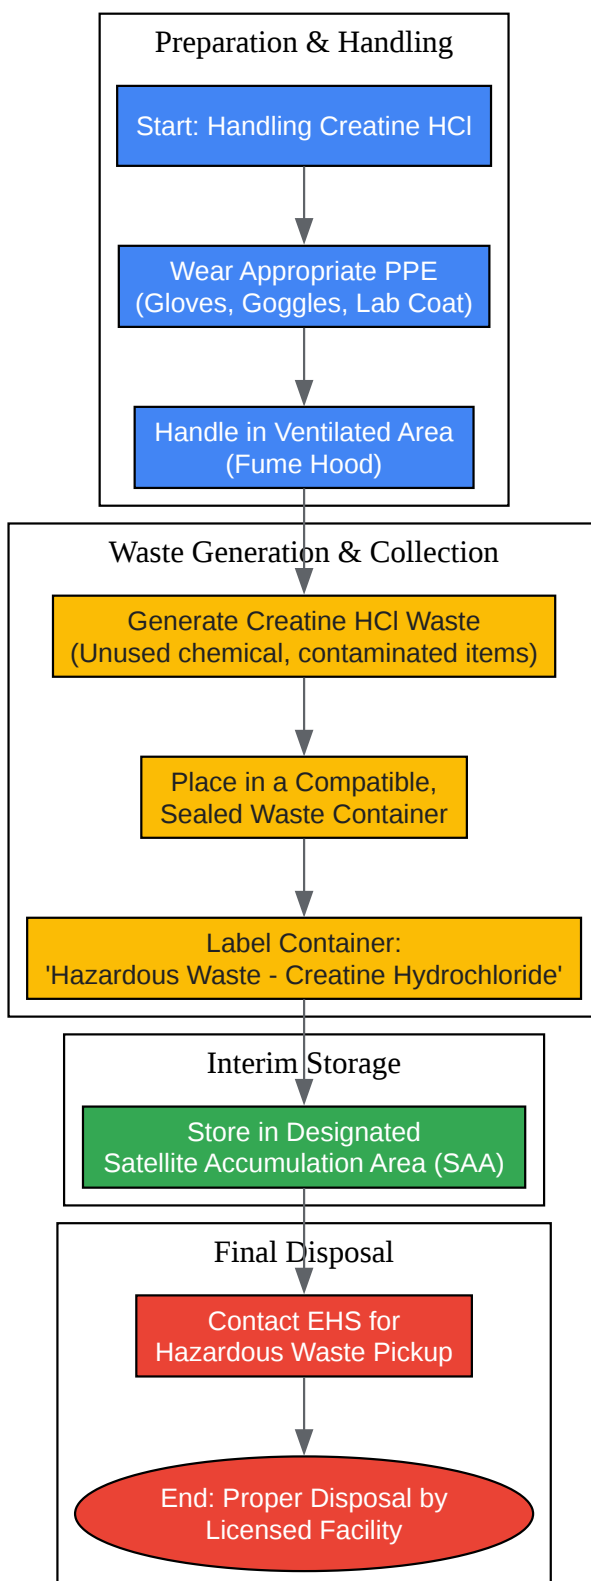 Preparation & Handling
Start: Handling Creatine HCl
Wear Appropriate PPE
(Gloves, Goggles, Lab Coat)
Handle in Ventilated Area
(Fume Hood)
Waste Generation & Collection
Generate Creatine HCl Waste
(Unused chemical, contaminated items)
Place in a Compatible,
Sealed Waste Container
Label Container:
'Hazardous Waste - Creatine Hydrochloride'
Interim Storage
Store in Designated
Satellite Accumulation Area (SAA)
Final Disposal
Contact EHS for
Hazardous Waste Pickup
End: Proper Disposal by
Licensed Facility